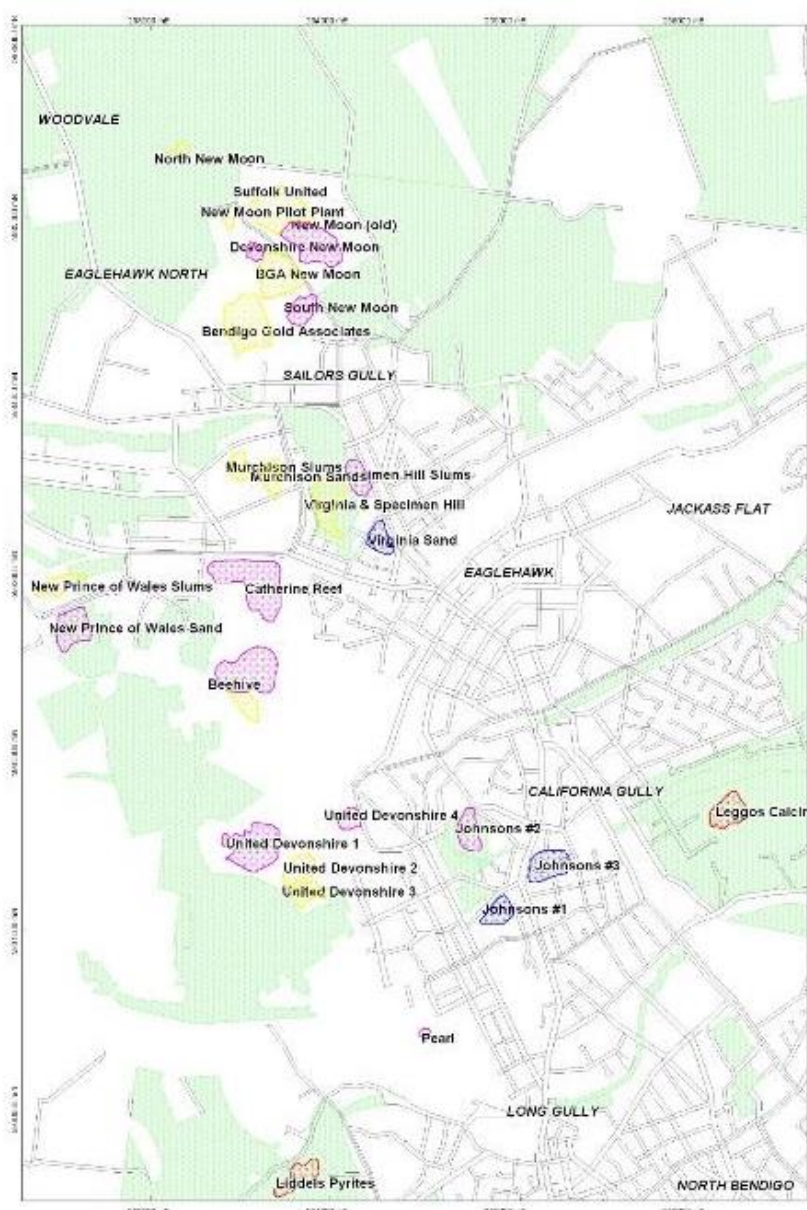 WOODVALE
North New Moon
Suffolk United
New Moon Pilot Plant
New Moon (old)
Devonshire New Moon
EAGLEHAWK NORTH
BGA New Moon
South New Moon
Bendigo Gold Associates
SAILORS GULLY
Murchison Slums
imen Hill Slums
Murchison Sands
Virginia & Specimen Hill
JACKASS FLAT
Virginia Sand
EAGLEHAWK
New Prince of Wales Slums
Catherine Reef
New Prince of Wales Sand
Beehive
CALIFORNIA GULLY
Leggos Calcin
United Devonshire 4
Johnsons #2
United Devonshire 1
United Devonshire 2
Johnsons #3
United Devonshire 3
Johnsons #1
Pearl
LONG GULLY
Liddels Pyrites
NORTH BENDIGO